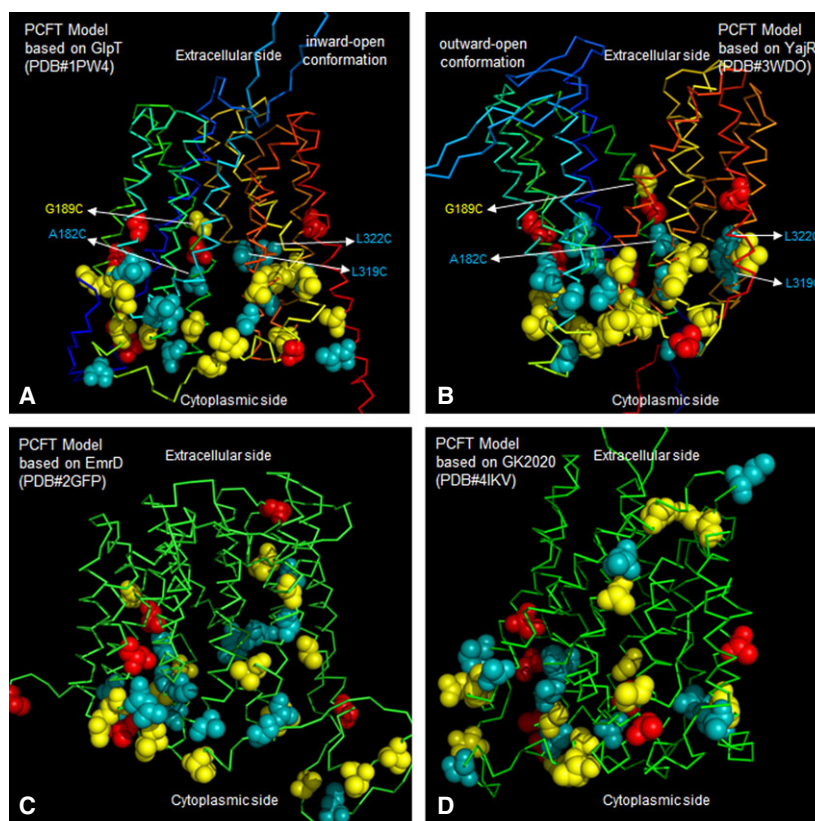 PCFT Model
based on GlpT
(PDB#1PW4)
Extracellular side
inward-open
conformation
G189C
A182C
L322C
L319C
A
Cytoplasmic side
outward-open
conformation
Extracellular side
PCFT Model
based on YajR
(PDB#3WDO)
G189C
A182C
L322C
L319C
B
Cytoplasmic side
PCFT Model
based on EmrD
(PDB#2GFP)
Extracellular side
C
Cytoplasmic side
PCFT Model
based on GK2020
(PDB#4IKV)
Extracellular side
D
Cytoplasmic side